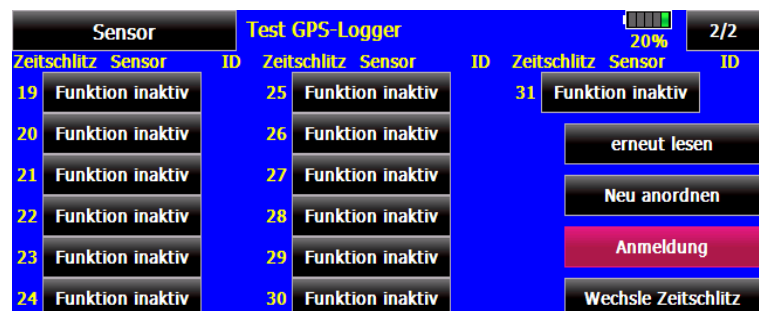 Sensor Test GPS-Logger 20% 2/2
Zeitschlitz Sensor ID Zeitschlitz Sensor ID Zeitschlitz Sensor ID
19 Funktion inaktiv 25 Funktion inaktiv 31 Funktion inaktiv
20 Funktion inaktiv 26 Funktion inaktiv erneut lesen
21 Funktion inaktiv 27 Funktion inaktiv Neu anordnen
22 Funktion inaktiv 28 Funktion inaktiv
23 Funktion inaktiv 29 Funktion inaktiv Anmeldung
24 Funktion inaktiv 30 Funktion inaktiv Wechsle Zeitschlitz